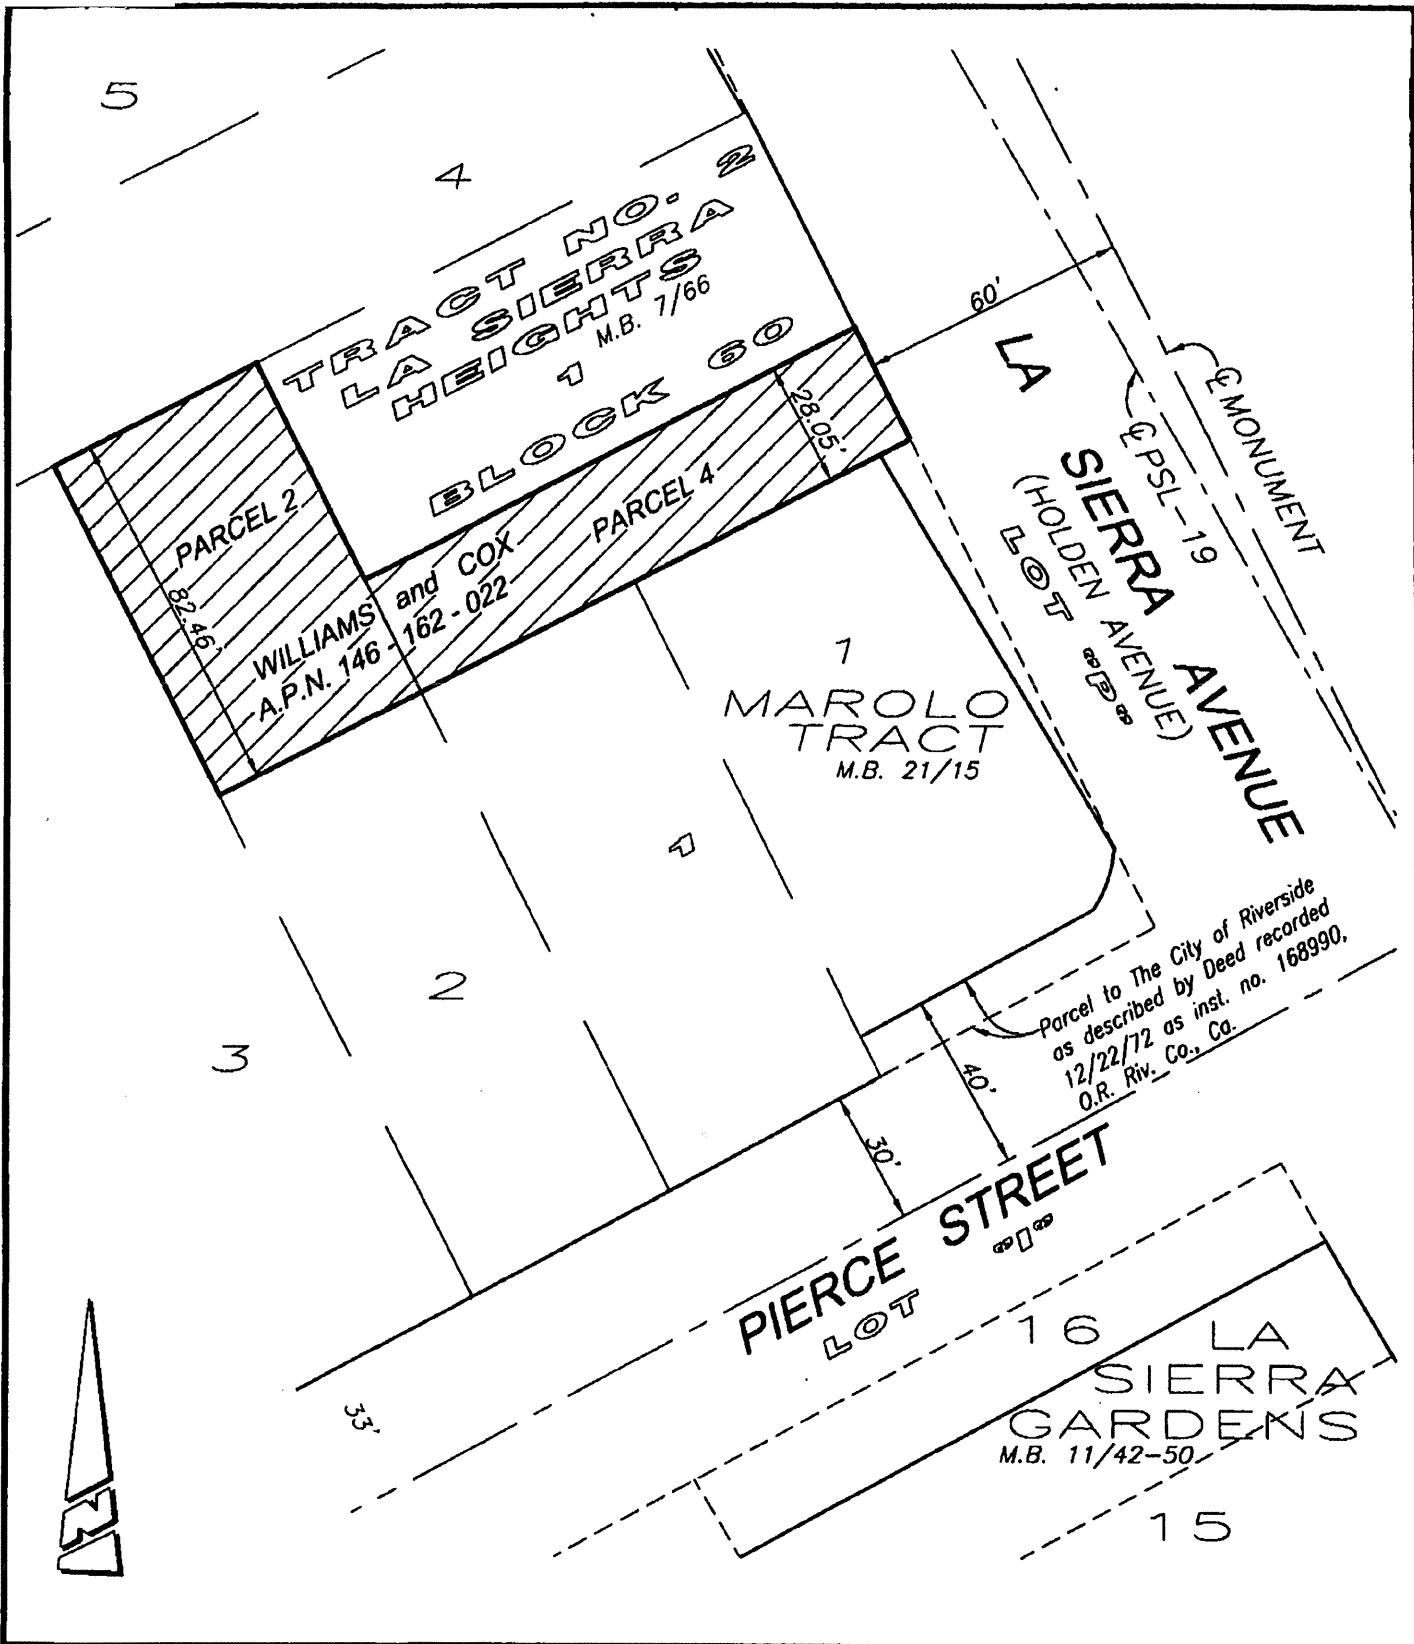 5
4
TRACT NO. 2
LA SIERRA
HEIGHTS
M.B. 7/66
1
BLOCK 60
60'
LA SIERRA AVENUE
(HOLDEN AVENUE)
LOT "P"
℄ PSL-19
℄ MONUMENT
28.05'
PARCEL 2
PARCEL 4
82.46'
WILLIAMS and COX
A.P.N. 146-162-022
1
MAROLO
TRACT
M.B. 21/15
1
2
3
Parcel to The City of Riverside
as described by Deed recorded
12/22/72 as inst. no. 168990,
O.R. Riv. Co., Ca.
40'
30'
PIERCE STREET
LOT "I"
33'
16
LA
SIERRA
GARDENS
M.B. 11/42-50
15
N